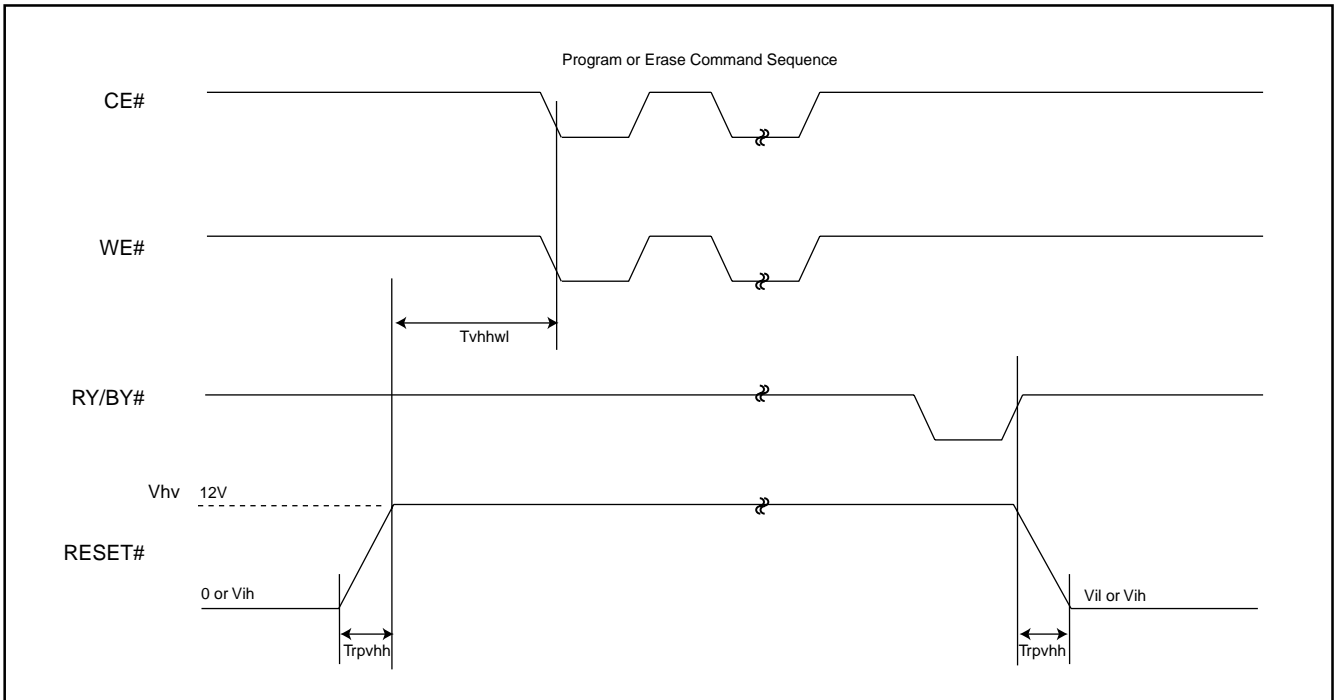 Program or Erase Command Sequence
CE#
WE#
Tvhhwl
RY/BY#
Vhv 12V
RESET#
0 or Vih
Vil or Vih
Trpvhh
Trpvhh